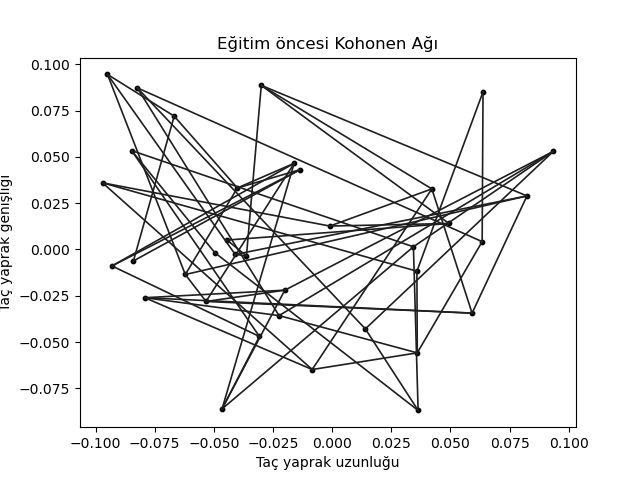 Eğitim öncesi Kohonen Ağı
Taç yaprak genişliği
0.100
0.075
0.050
0.025
0.000
−0.025
−0.050
−0.075
−0.100 −0.075 −0.050 −0.025 0.000 0.025 0.050 0.075 0.100
Taç yaprak uzunluğu